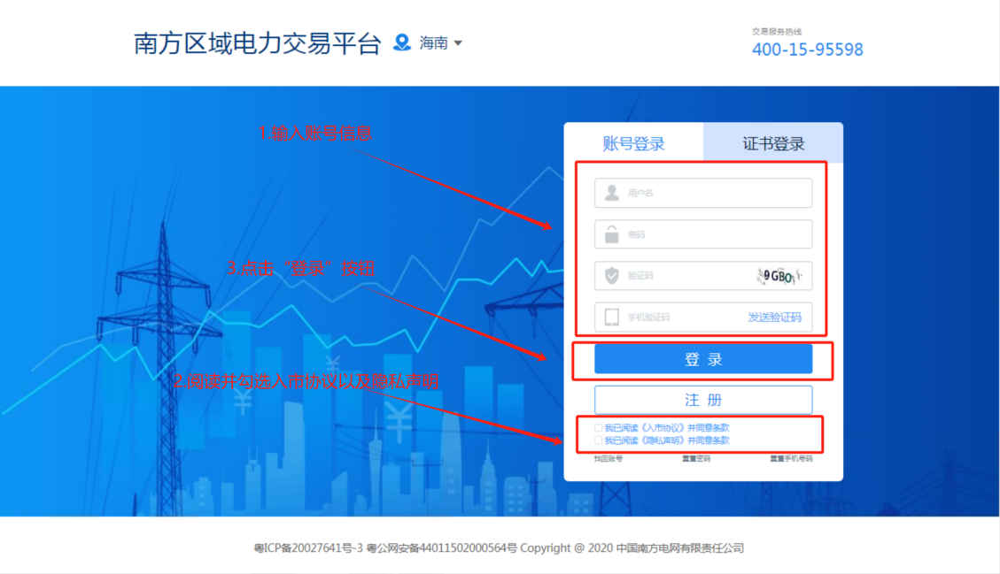 南方区域电力交易平台 海南
交易服务热线
400-15-95598
1.输入账号信息
账号登录 证书登录
用户名
密码
验证码 9GBO
手机验证码 发送验证码
3.点击“登录”按钮
登 录
2.阅读并勾选入市协议以及隐私声明
注 册
我已阅读《入市协议》并同意条款
我已阅读《隐私声明》并同意条款
找回账号 重置密码 重置手机号码
粤ICP备20027641号-3 粤公网安备44011502000564号 Copyright @ 2020 中国南方电网有限责任公司